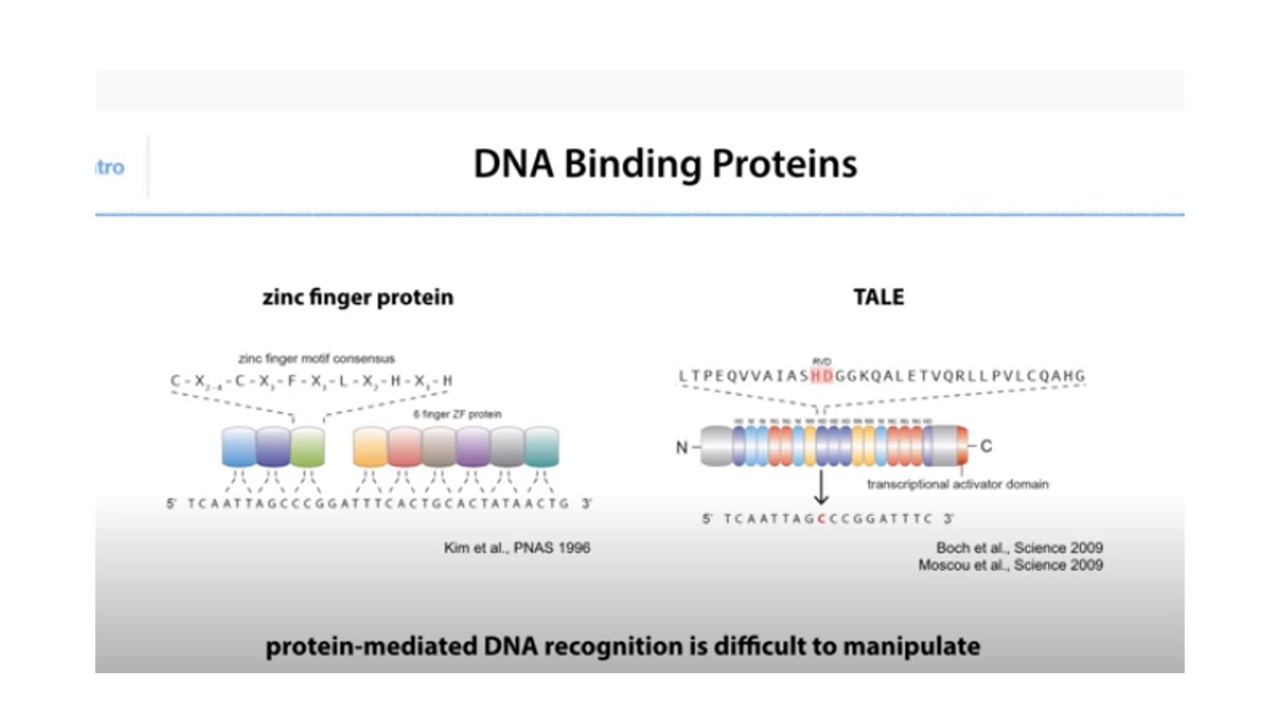 tro
DNA Binding Proteins
zinc finger protein
zinc finger motif consensus
C-X2-4-C-X3-F-X5-L-X2-H-X3-H
6 finger ZF protein
5' TCAATTAGCCCGGATTTCACTGCACTATAACTG 3'
Kim et al., PNAS 1996
TALE
RVD
LTPEQVVAIASHDGGKQALETVQRLLPVLCQAHG
N
C
transcriptional activator domain
5' TCAATTAGCCCGGATTTC 3'
Boch et al., Science 2009
Moscou et al., Science 2009
protein-mediated DNA recognition is difficult to manipulate